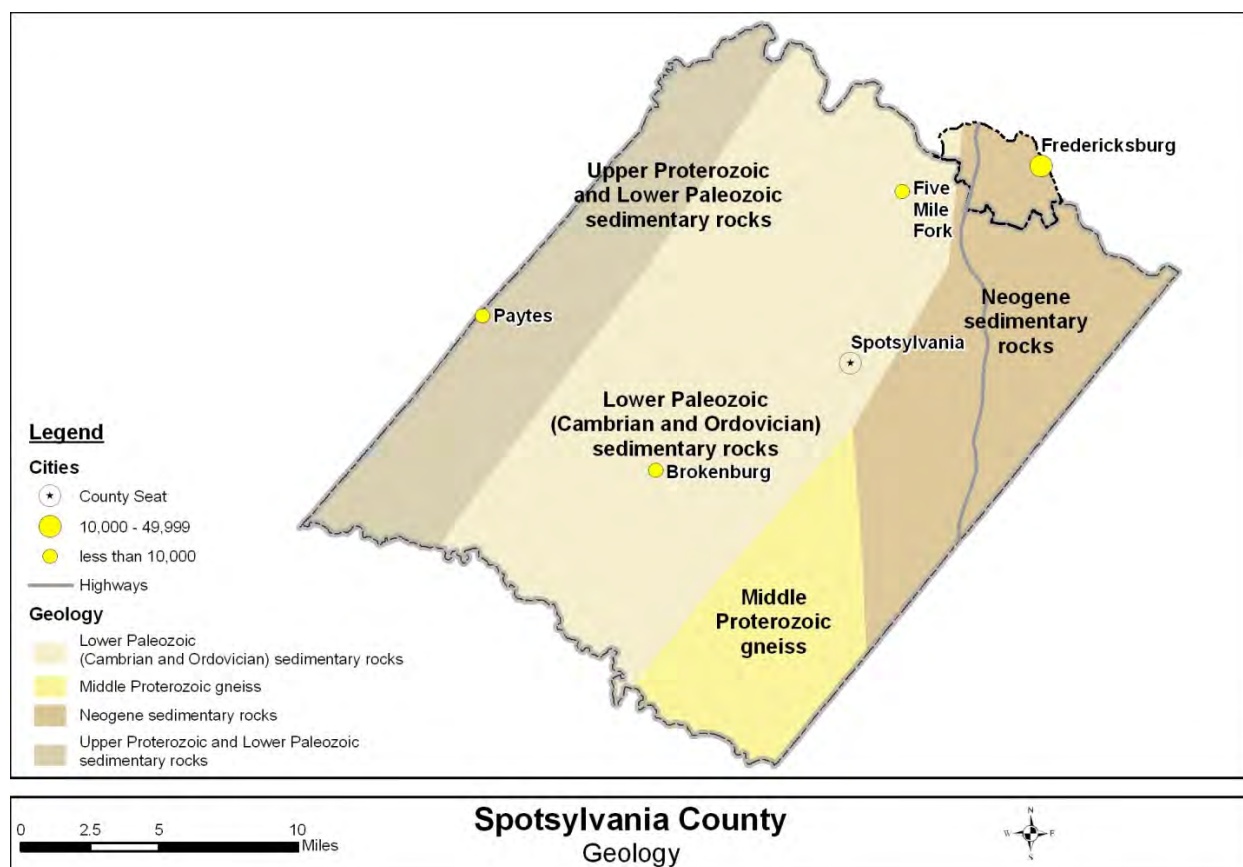 Fredericksburg
Upper Proterozoic
and Lower Paleozoic
sedimentary rocks
Five
Mile
Fork
Neogene
sedimentary
rocks
Paytes
Spotsylvania
Lower Paleozoic
(Cambrian and Ordovician)
sedimentary rocks
Brokenburg
Middle
Proterozoic
gneiss
Legend
Cities
County Seat
10,000 - 49,999
less than 10,000
Highways
Geology
Lower Paleozoic
(Cambrian and Ordovician) sedimentary rocks
Middle Proterozoic gneiss
Neogene sedimentary rocks
Upper Proterozoic and Lower Paleozoic
sedimentary rocks
0 2.5 5 10
Miles
Spotsylvania County
Geology
N
W E
S